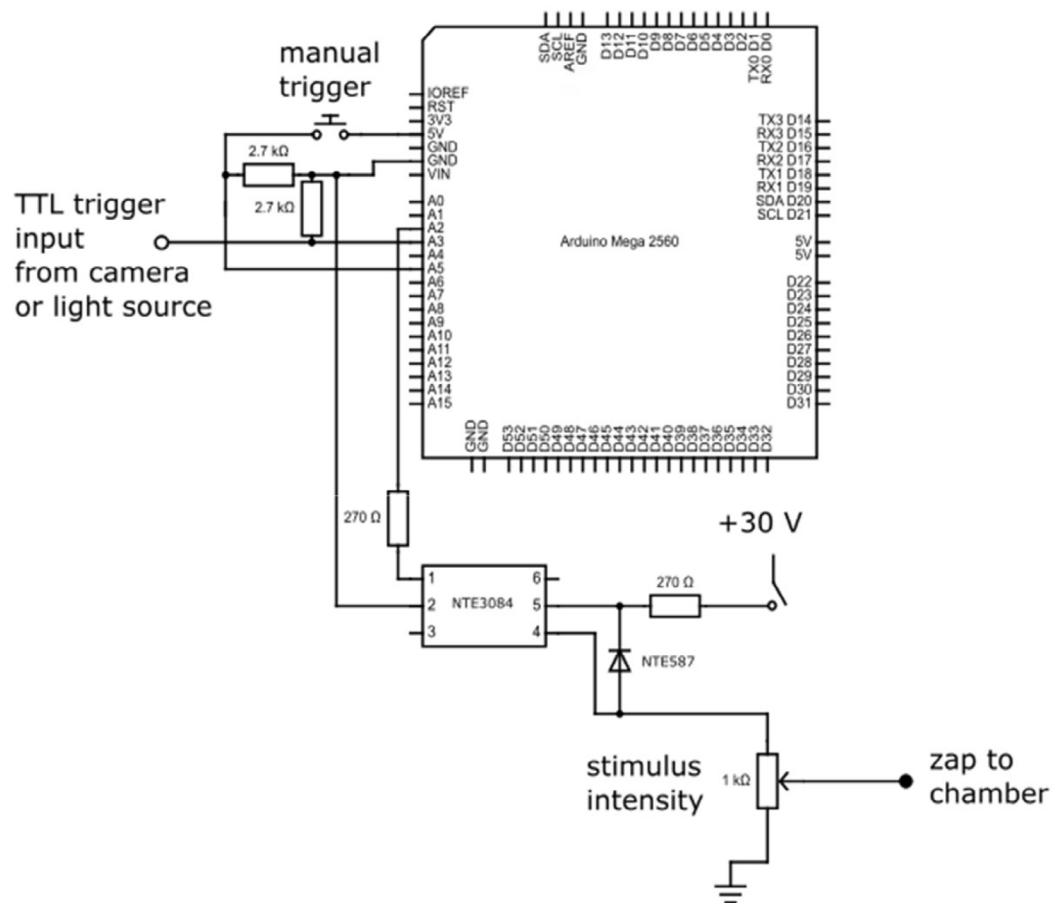 SDA
SCL
AREF
GND
D13
D12
D11
D10
D9
D8
D7
D6
D5
D4
D3
D2
TX0 D1
RX0 D0
manual
trigger
IOREF
RST
3V3
5V
GND
GND
VIN
2.7 kΩ
2.7 kΩ
TTL trigger
input
from camera
or light source
A0
A1
A2
A3
A4
A5
A6
A7
A8
A9
A10
A11
A12
A13
A14
A15
Arduino Mega 2560
TX3 D14
RX3 D15
TX2 D16
RX2 D17
TX1 D18
RX1 D19
SDA D20
SCL D21
5V
5V
D22
D23
D24
D25
D26
D27
D28
D29
D30
D31
GND
GND
D53
D52
D51
D50
D49
D48
D47
D46
D45
D44
D43
D42
D41
D40
D39
D38
D37
D36
D35
D34
D33
D32
270 Ω
+30 V
1
2
3
NTE3084
6
5
4
270 Ω
NTE587
stimulus
intensity
1 kΩ
zap to
chamber